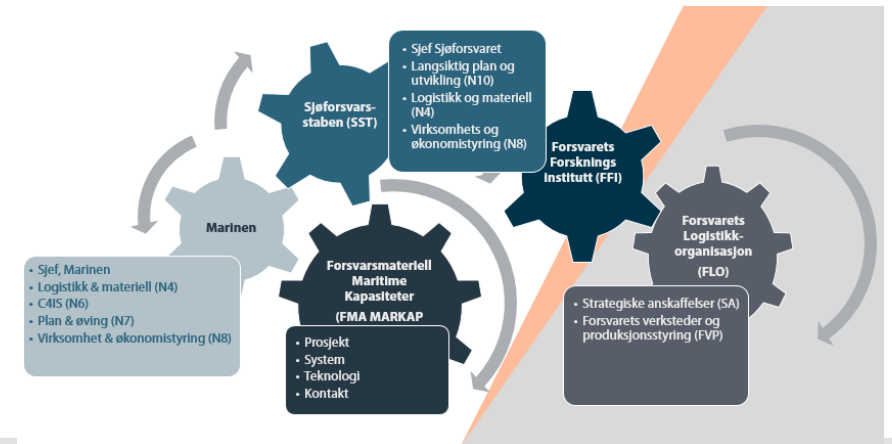 Sjøforsvars-
staben (SST)
• Sjef Sjøforsvaret
• Langsiktig plan og
utvikling (N10)
• Logistikk og materiell
(N4)
• Virksomhets og
økonomistyring (N8)
Forsvarets
Forsknings
Institutt (FFI)
Marinen
• Sjef, Marinen
• Logistikk & materiell (N4)
• C4IS (N6)
• Plan & øving (N7)
• Virksomhet & økonomistyring (N8)
Forsvarsmateriell
Maritime
Kapasiteter
(FMA MARKAP
• Prosjekt
• System
• Teknologi
• Kontakt
Forsvarets
Logistikk-
organisasjon
(FLO)
• Strategiske anskaffelser (SA)
• Forsvarets verksteder og
produksjonsstyring (FVP)